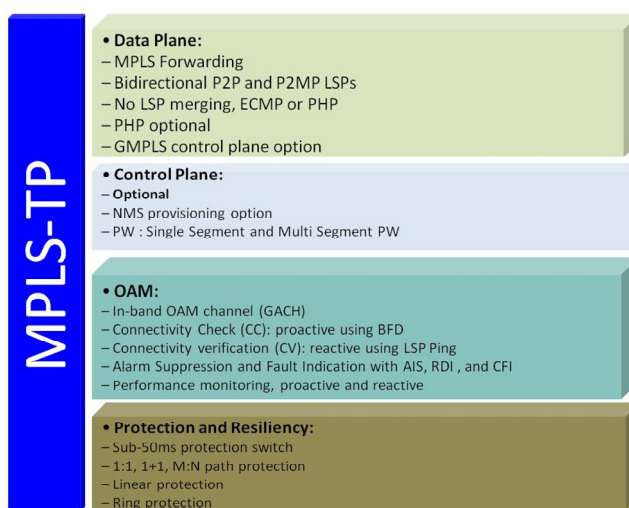 MPLS-TP
• Data Plane:
– MPLS Forwarding
– Bidirectional P2P and P2MP LSPs
– No LSP merging, ECMP or PHP
– PHP optional
– GMPLS control plane option
• Control Plane:
– Optional
– NMS provisioning option
– PW : Single Segment and Multi Segment PW
• OAM:
– In-band OAM channel (GACH)
– Connectivity Check (CC): proactive using BFD
– Connectivity verification (CV): reactive using LSP Ping
– Alarm Suppression and Fault Indication with AIS, RDI , and CFI
– Performance monitoring, proactive and reactive
• Protection and Resiliency:
– Sub-50ms protection switch
– 1:1, 1+1, M:N path protection
– Linear protection
– Ring protection